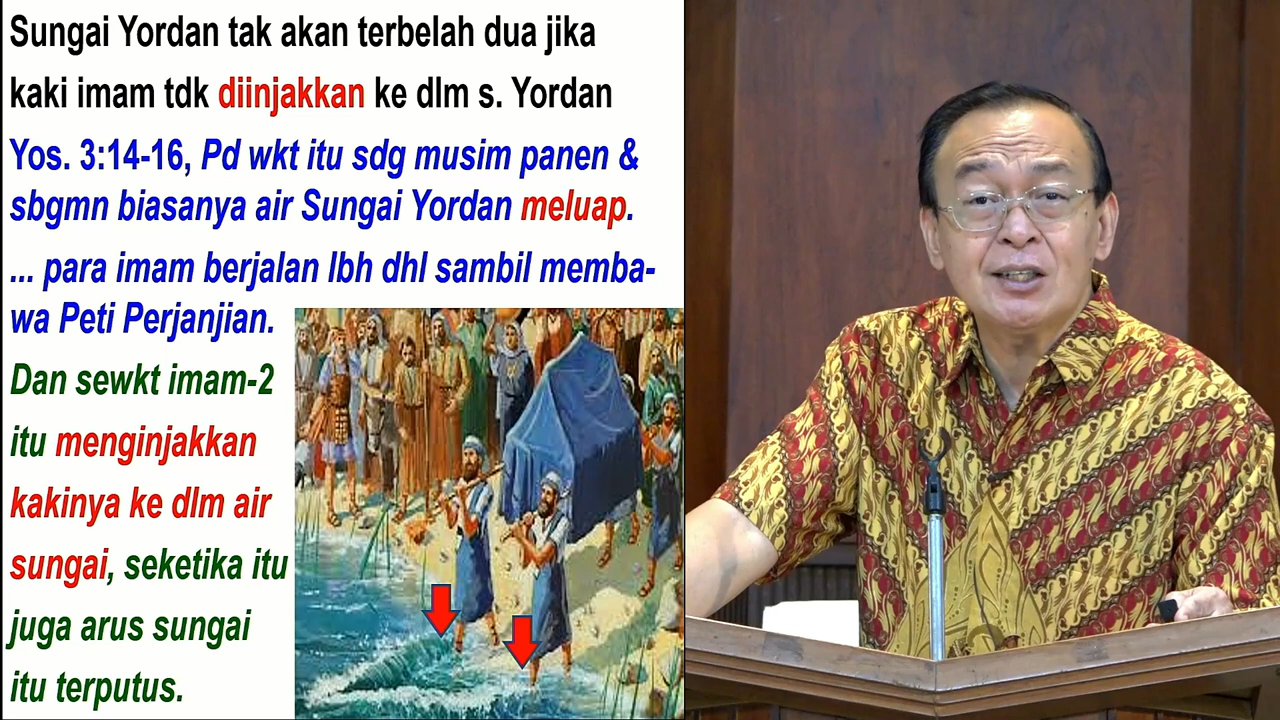 Sungai Yordan tak akan terbelah dua jika
kaki imam tdk diinjakkan ke dlm s. Yordan
Yos. 3:14-16, Pd wkt itu sdg musim panen &
sbgmn biasanya air Sungai Yordan meluap.
... para imam berjalan lbh dhl sambil memba-
wa Peti Perjanjian.
Dan sewkt imam-2
itu menginjakkan
kakinya ke dlm air
sungai, seketika itu
juga arus sungai
itu terputus.